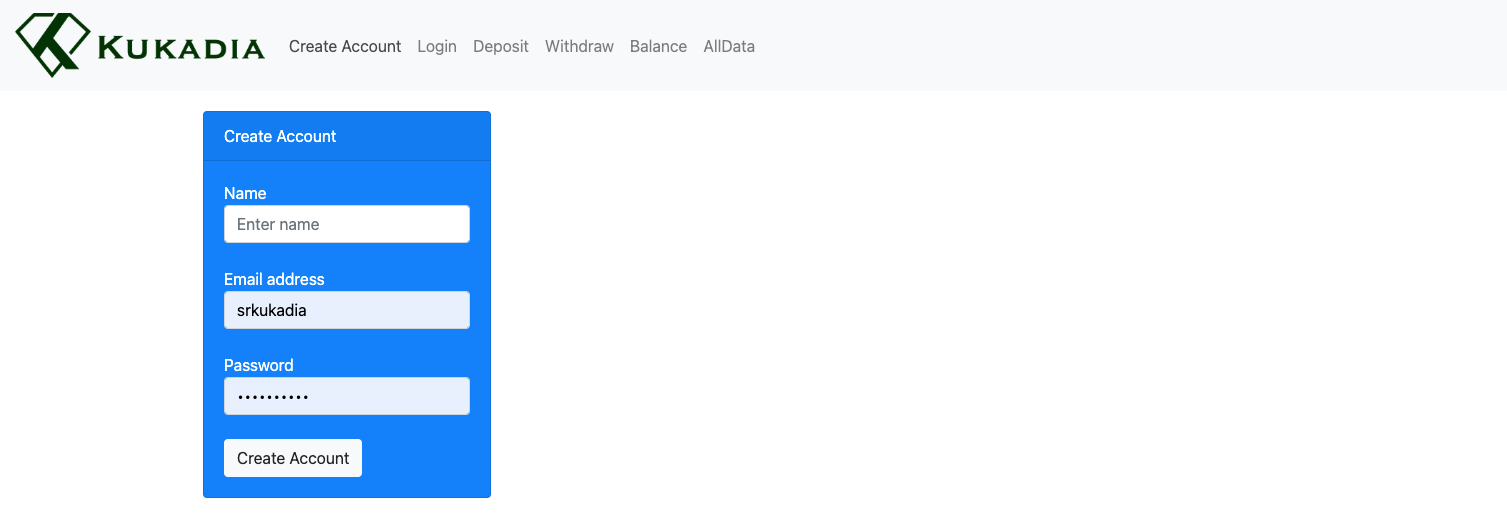 KUKADIA Create Account Login Deposit Withdraw Balance AllData
Create Account
Name
Enter name
Email address
srkukadia
Password
••••••••••
Create Account